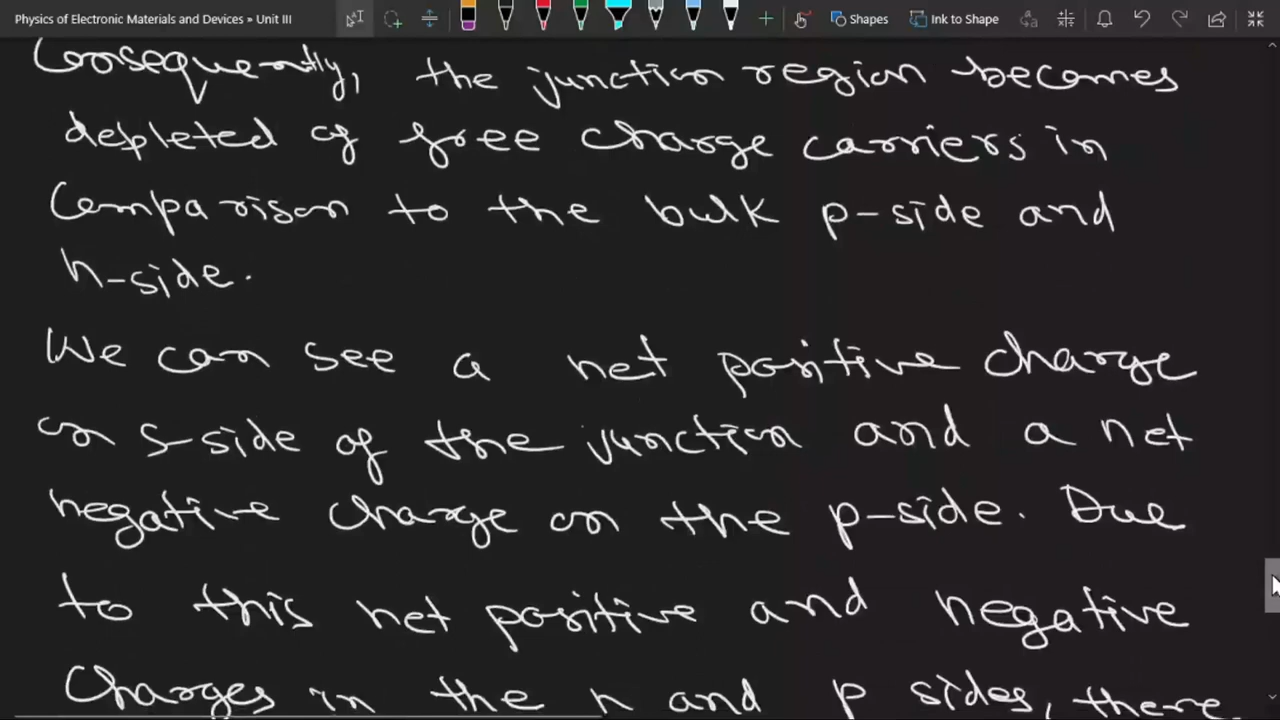 Physics of Electronic Materials and Devices » Unit III
Shapes
Ink to Shape
Consequently, the junction region becomes
depleted of free charge carriers in
Comparison to the bulk p-side and
n-side.
We can see a net positive charge
on s-side of the junction and a net
negative charge on the p-side. Due
to this net positive and negative
Charges in the n and p sides, there